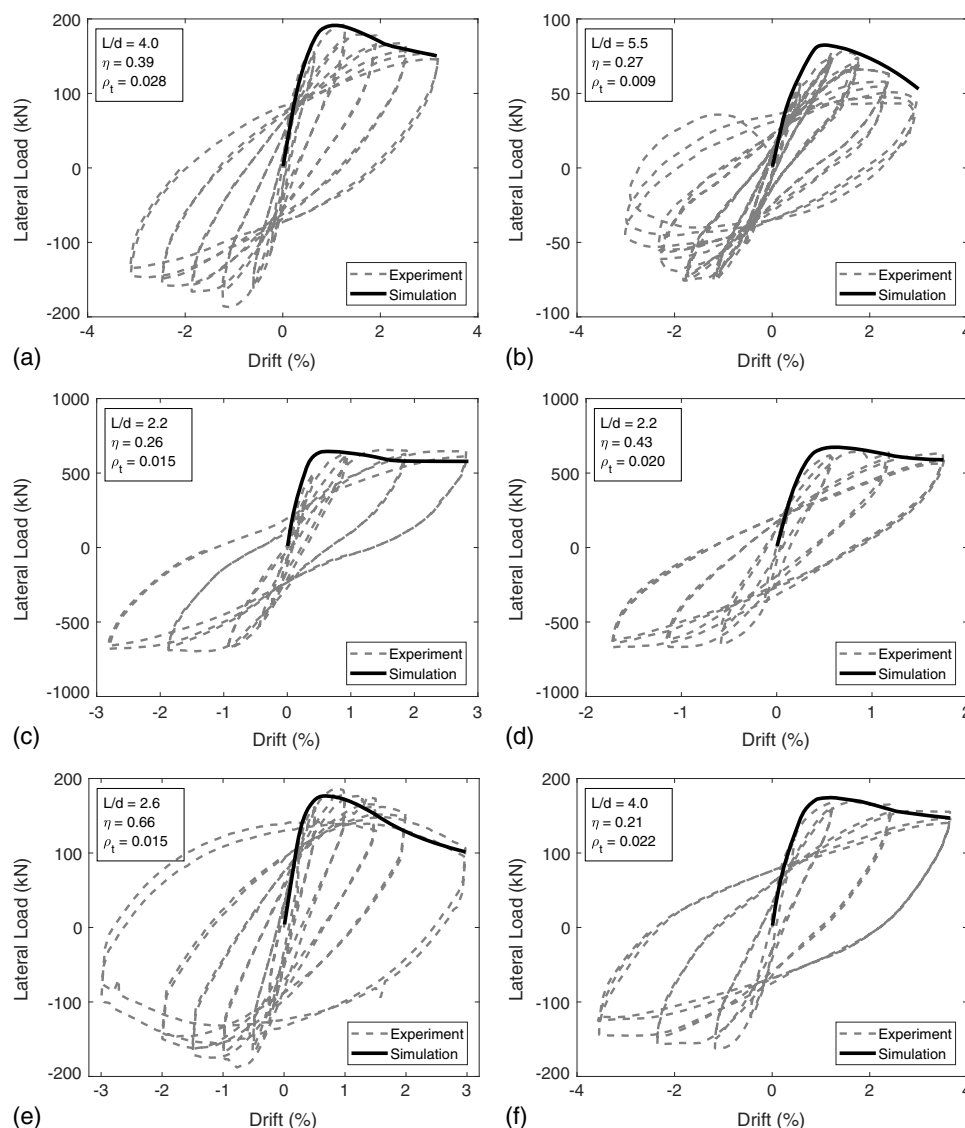 200
100
0
-100
-200
Lateral Load (kN)
L/d = 4.0
η = 0.39
ρt = 0.028
Experiment
Simulation
-4
-2
0
2
4
(a)
Drift (%)
100
50
0
-50
-100
Lateral Load (kN)
L/d = 5.5
η = 0.27
ρt = 0.009
Experiment
Simulation
-4
-2
0
2
4
(b)
Drift (%)
1000
500
0
-500
-1000
Lateral Load (kN)
L/d = 2.2
η = 0.26
ρt = 0.015
Experiment
Simulation
-3
-2
-1
0
1
2
3
(c)
Drift (%)
1000
500
0
-500
-1000
Lateral Load (kN)
L/d = 2.2
η = 0.43
ρt = 0.020
Experiment
Simulation
-2
-1
0
1
2
(d)
Drift (%)
200
100
0
-100
-200
Lateral Load (kN)
L/d = 2.6
η = 0.66
ρt = 0.015
Experiment
Simulation
-3
-2
-1
0
1
2
3
(e)
Drift (%)
200
100
0
-100
-200
Lateral Load (kN)
L/d = 4.0
η = 0.21
ρt = 0.022
Experiment
Simulation
-4
-2
0
2
4
(f)
Drift (%)